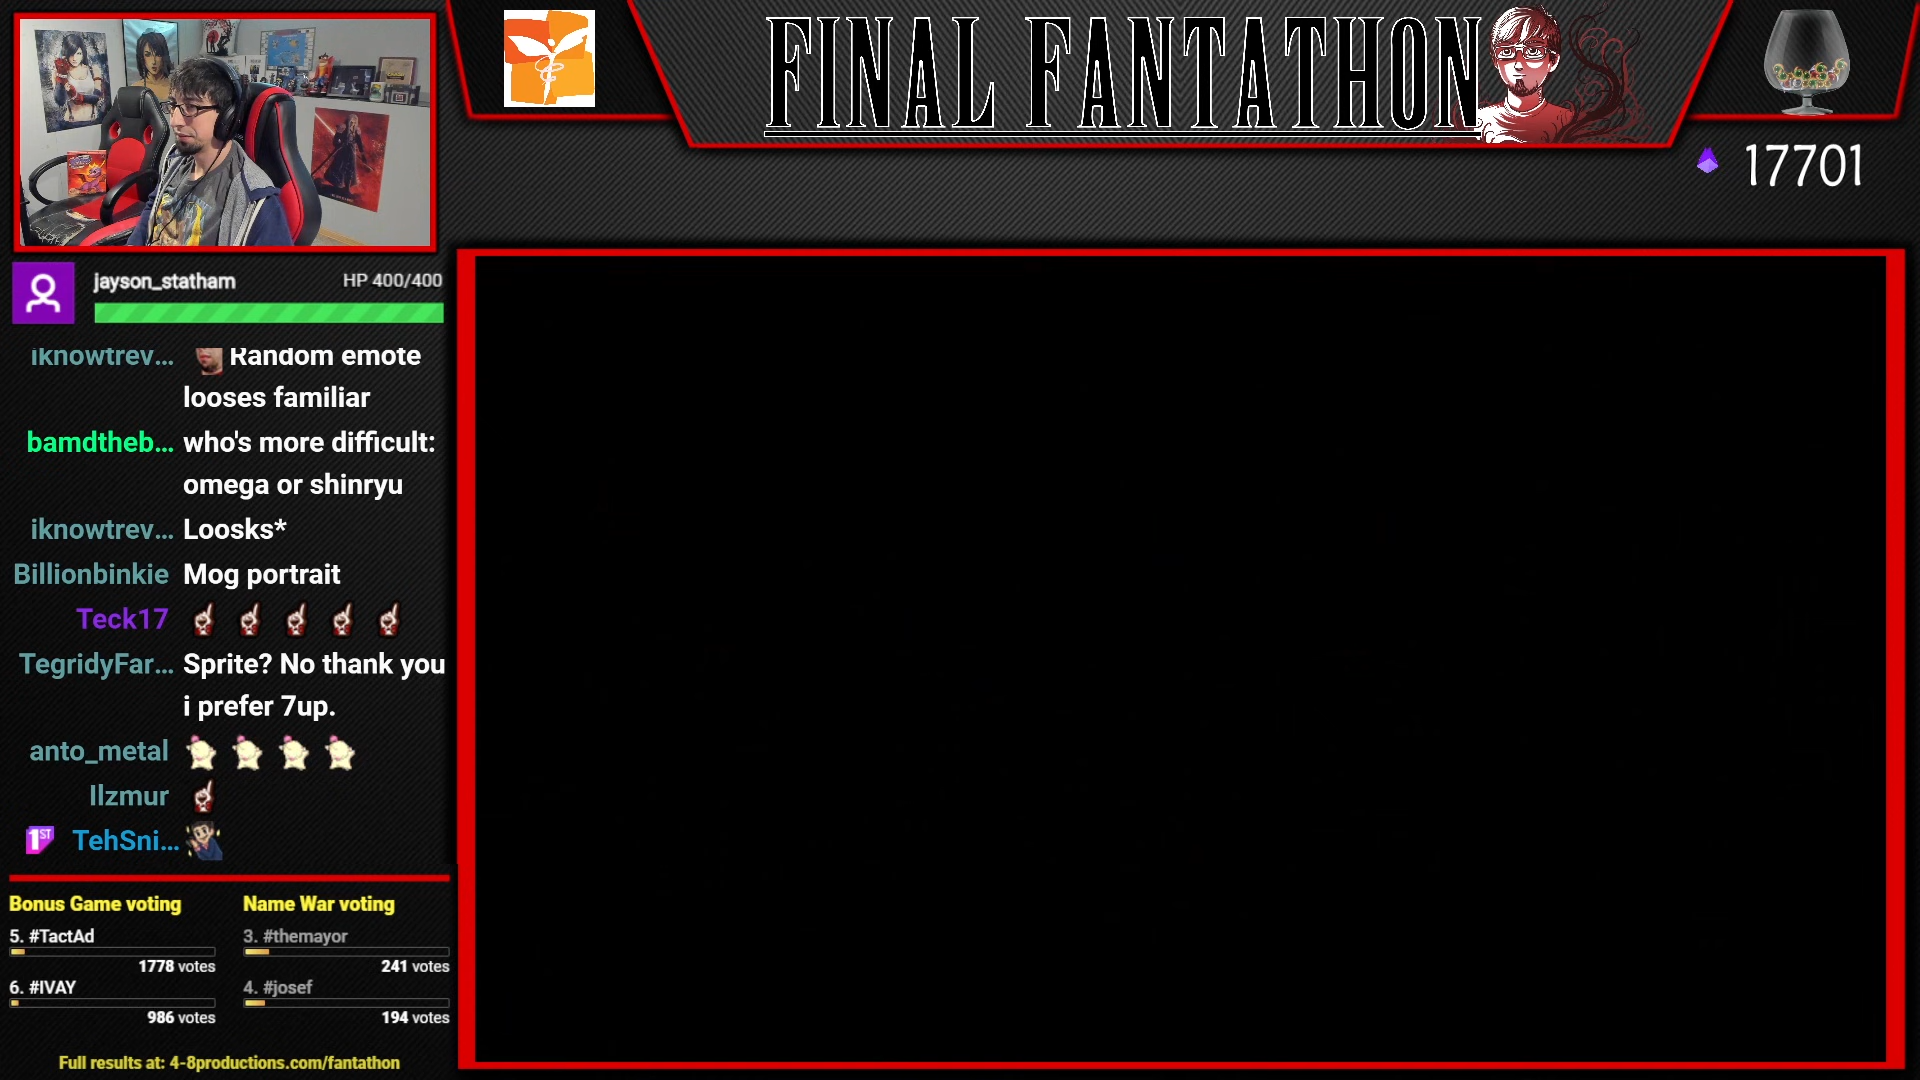 FINAL FANTATHON
17701
jayson_statham HP 400/400
iknowtrev... Random emote
looses familiar
bamdtheb... who's more difficult:
omega or shinryu
iknowtrev... Loosks*
Billionbinkie Mog portrait
Teck17
TegridyFar... Sprite? No thank you
i prefer 7up.
anto_metal
Ilzmur
1ST TehSni...
Bonus Game voting
5. #TactAd
1778 votes
6. #IVAY
986 votes
Name War voting
3. #themayor
241 votes
4. #josef
194 votes
Full results at: 4-8productions.com/fantathon